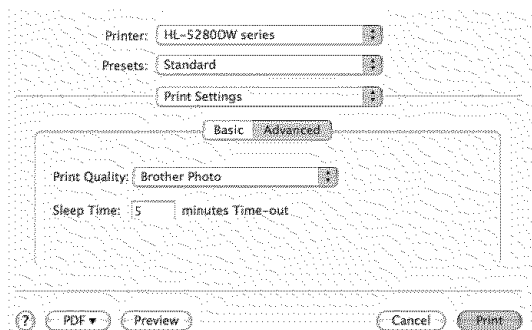 Printer: HL-5280DW series
Presets: Standard
Print Settings
Basic Advanced
Print Quality: Brother Photo
Sleep Time: 5 minutes Time-out
? PDF ▼ Preview Cancel Print